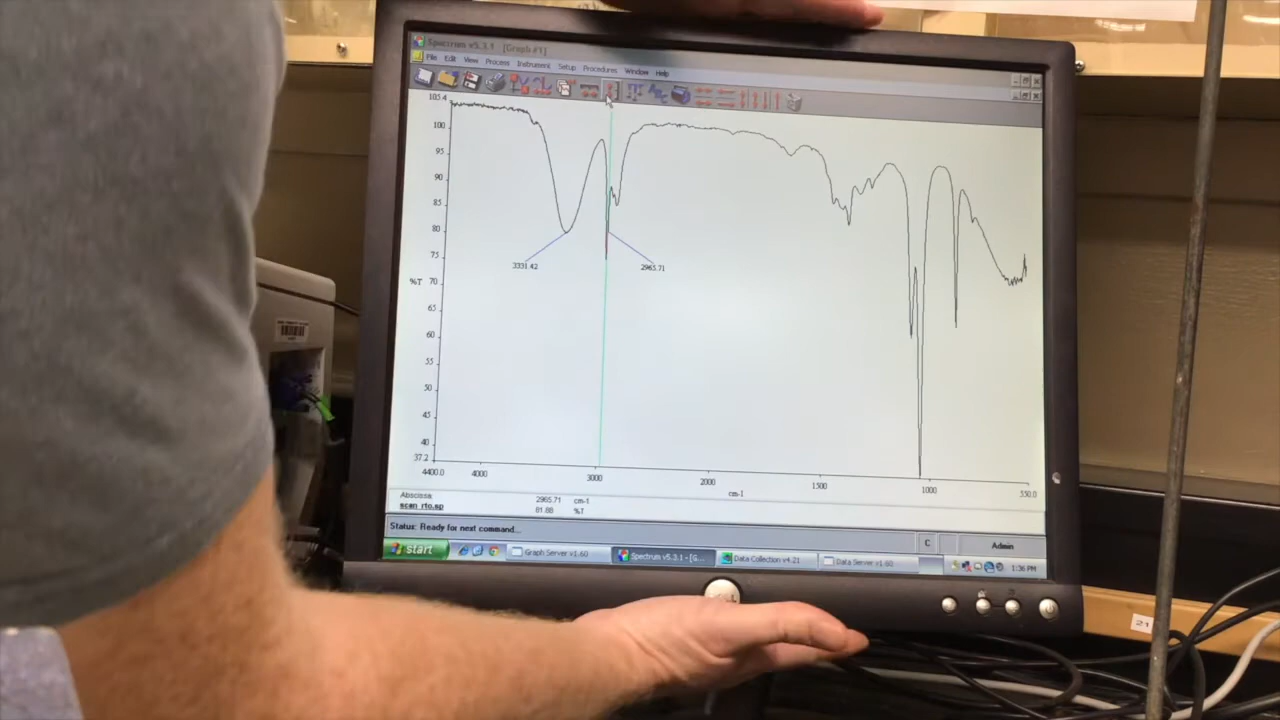 Spectrum v5.3.1 - [Graph #1]
File Edit View Process Instrument Setup Procedures Window Help
105.4
100
95
90
85
80
75
%T 70
65
60
55
50
45
40
37.2
3331.42
2965.71
4400.0 4000 3000 2000 1500 1000 550.0
cm-1
Abscissa 2965.71 cm-1
scan_rto.sp 81.88 %T
Status: Ready for next command...
C Admin
start Graph Server v1.60 Spectrum v5.3.1 - [G... Data Collection v4.21 Data Server v1.60 1:36 PM
21